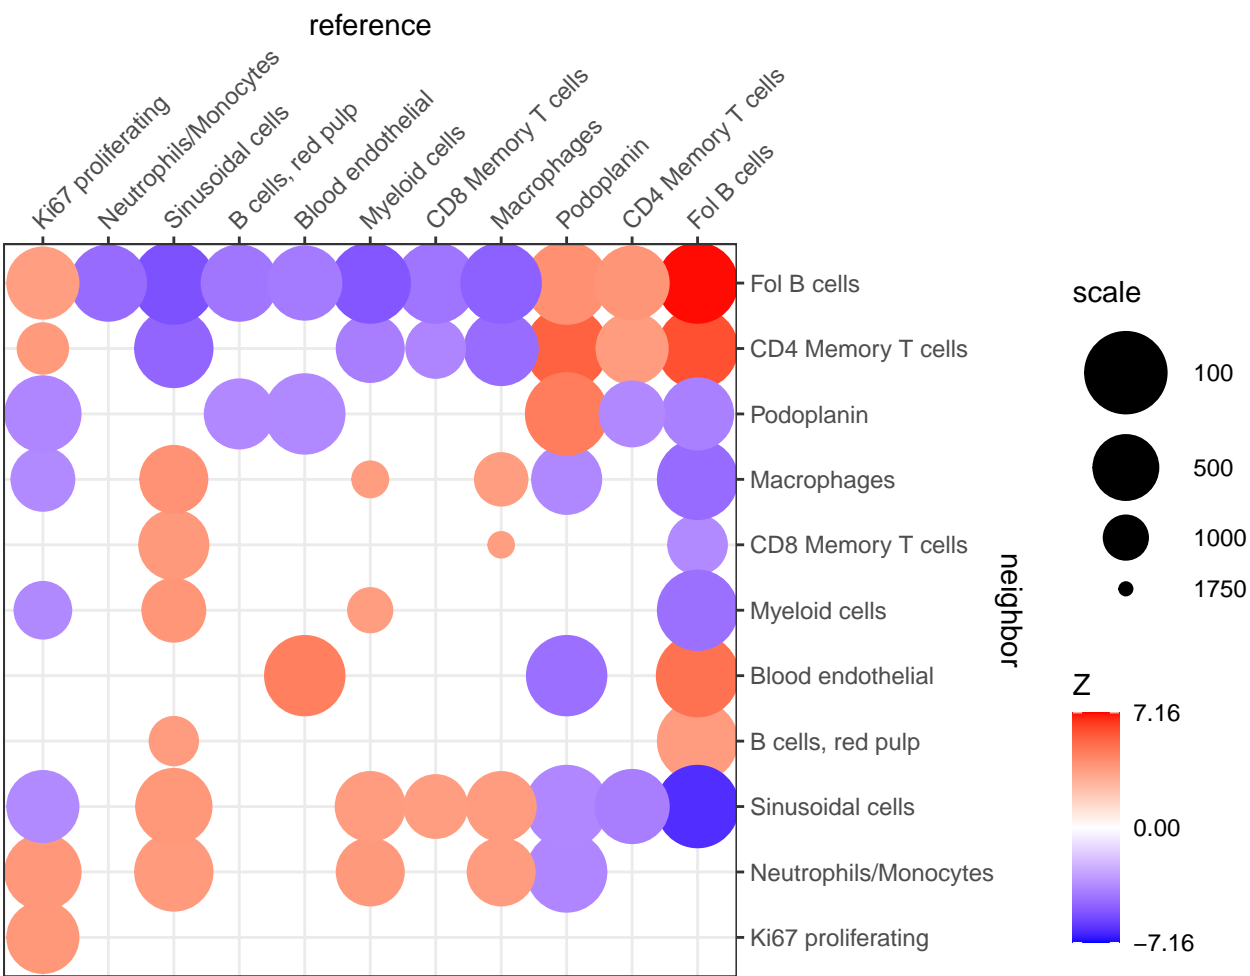 reference
Ki67 proliferating
Neutrophils/Monocytes
Sinusoidal cells
B cells, red pulp
Blood endothelial
Myeloid cells
CD8 Memory T cells
Macrophages
Podoplanin
CD4 Memory T cells
Fol B cells
Fol B cells
CD4 Memory T cells
Podoplanin
Macrophages
CD8 Memory T cells
Myeloid cells
Blood endothelial
B cells, red pulp
Sinusoidal cells
Neutrophils/Monocytes
Ki67 proliferating
neighbor
scale
100
500
1000
1750
Z
7.16
0.00
−7.16